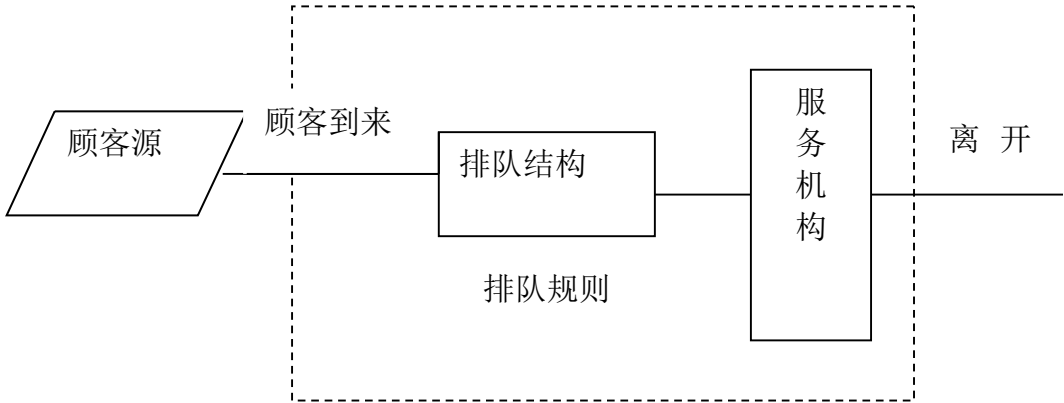 顾客源
顾客到来
排队结构
排队规则
服务机构
离 开